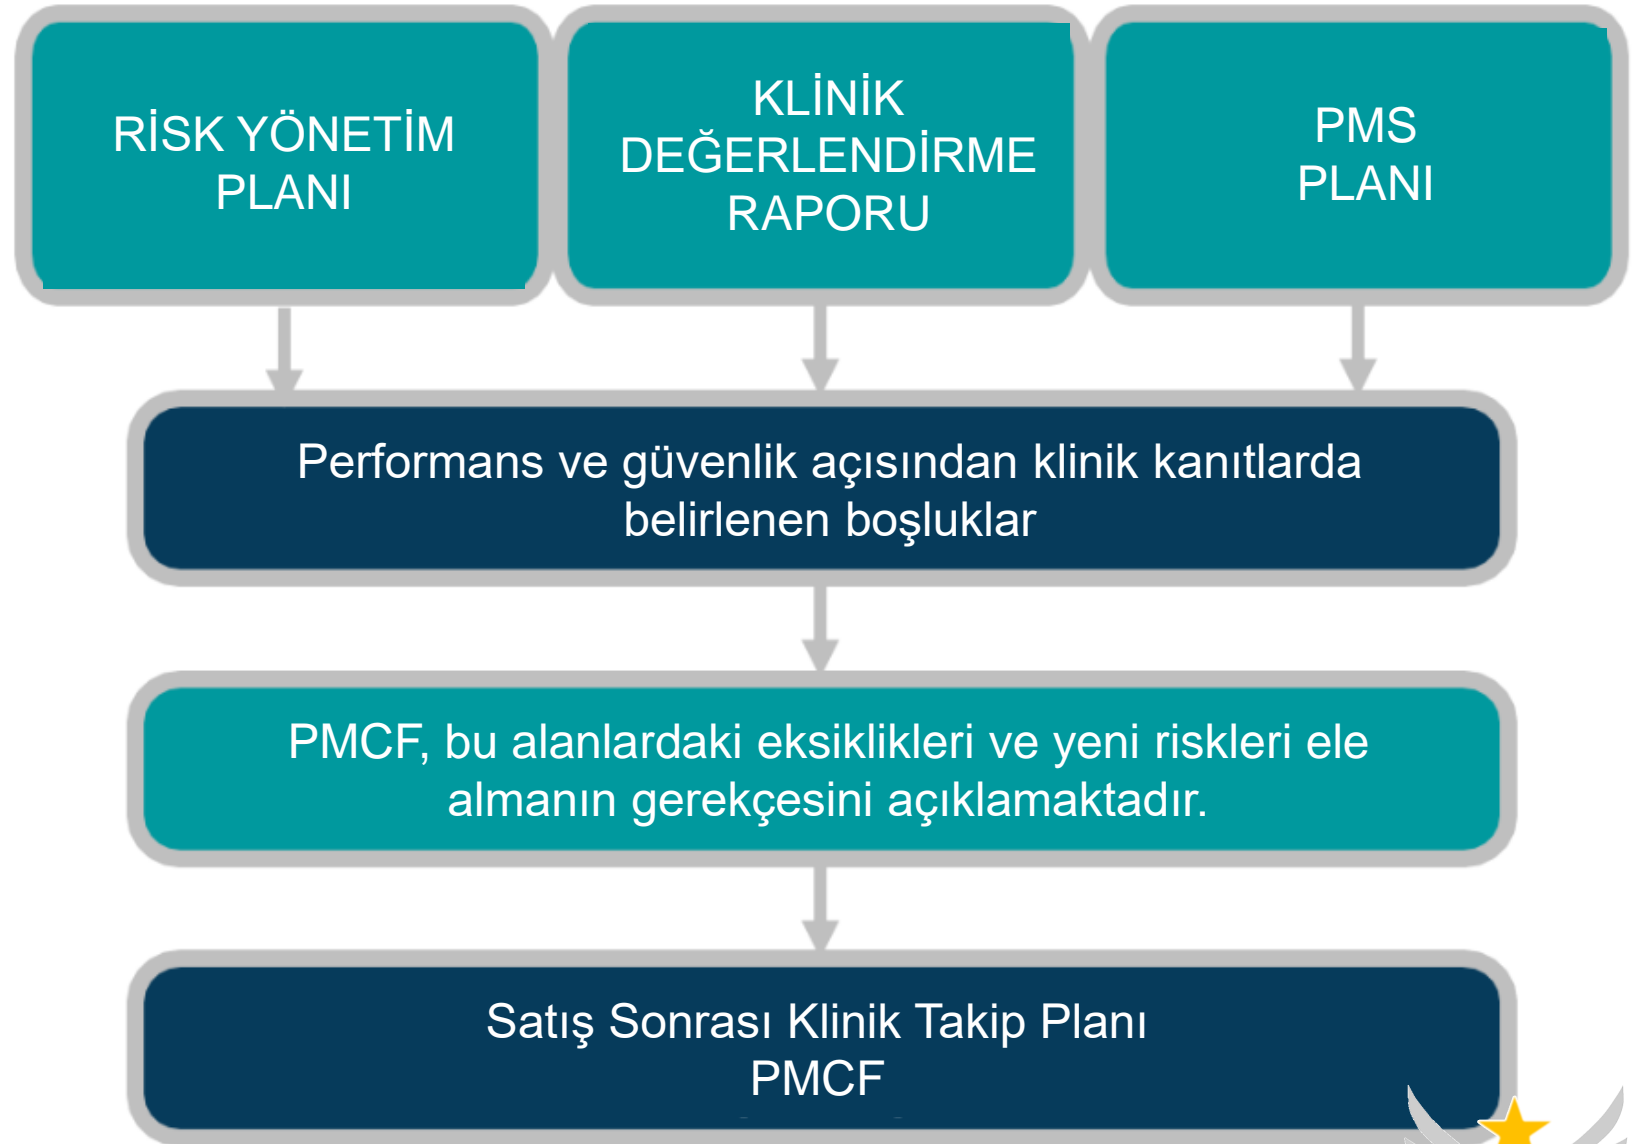 RİSK YÖNETİM
PLANI
KLİNİK
DEĞERLENDİRME
RAPORU
PMS
PLANI
Performans ve güvenlik açısından klinik kanıtlarda
belirlenen boşluklar
PMCF, bu alanlardaki eksiklikleri ve yeni riskleri ele
almanın gerekçesini açıklamaktadır.
Satış Sonrası Klinik Takip Planı
PMCF